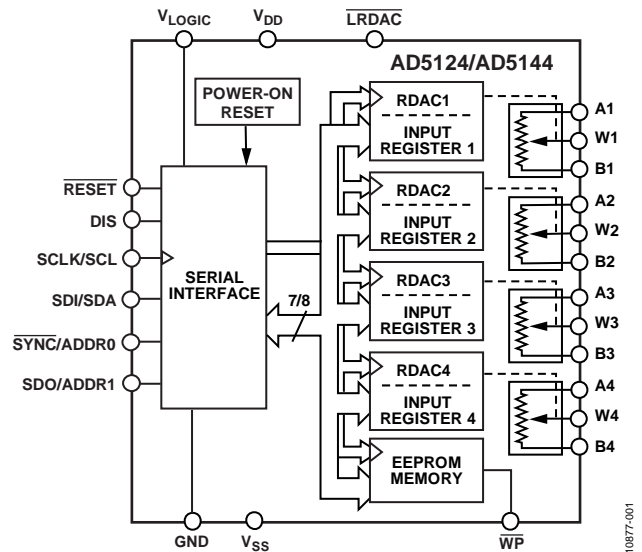 VLOGIC
VDD
LRDAC
AD5124/AD5144
POWER-ON
RESET
RDAC1
INPUT
REGISTER 1
A1
W1
B1
RESET
DIS
SCLK/SCL
SDI/SDA
SYNC/ADDR0
SDO/ADDR1
SERIAL
INTERFACE
7/8
RDAC2
INPUT
REGISTER 2
A2
W2
B2
RDAC3
INPUT
REGISTER 3
A3
W3
B3
RDAC4
INPUT
REGISTER 4
A4
W4
B4
EEPROM
MEMORY
GND
VSS
WP
10877-001